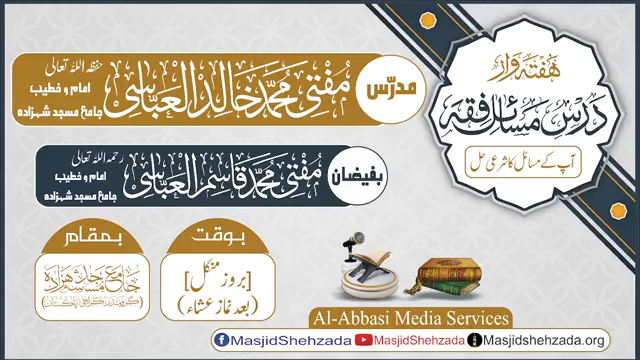 ہفتہ وار
درسِ مسائلِ فقہ
آپ کے مسائل کا شرعی حل
مدرّس
مفتی محمد خالد العباسی
حفظہ اللہ تعالی
امام و خطیب
جامع مسجد شہزادہ
بفیضان
مفتی محمد قاسم العباسی
رحمہ اللہ تعالی
امام و خطیب
جامع مسجد شہزادہ
بوقت
[بروز منگل]
(بعد نماز عشاء)
بمقام
جامع مسجد شہزادہ
Al-Abbasi Media Services
MasjidShehzada MasjidShehzada Masjidshehzada.org